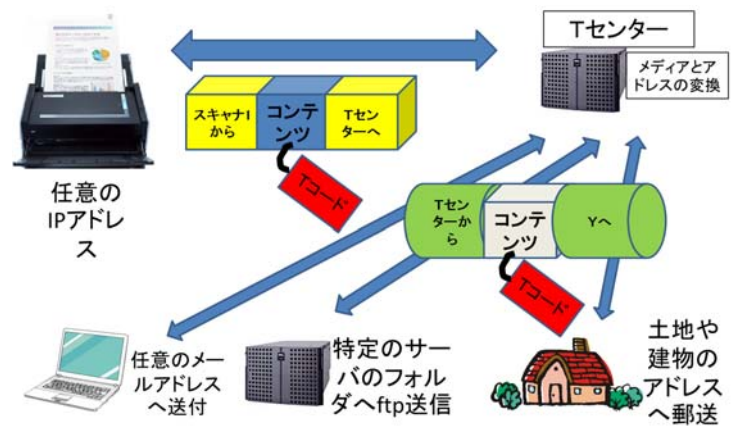 Tセンター
メディアとア
ドレスの変換
スキャナI
から
コンテ
ンツ
Tセン
ターへ
Tコード
任意の
IPアドレ
ス
Tセン
ターから
コンテ
ンツ
Yへ
Tコード
任意のメー
ルアドレス
へ送付
特定のサー
バのフォル
ダへftp送信
土地や
建物の
アドレス
へ郵送